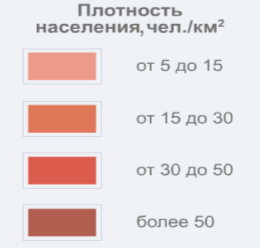 Плотность
населения, чел./км²
от 5 до 15
от 15 до 30
от 30 до 50
более 50